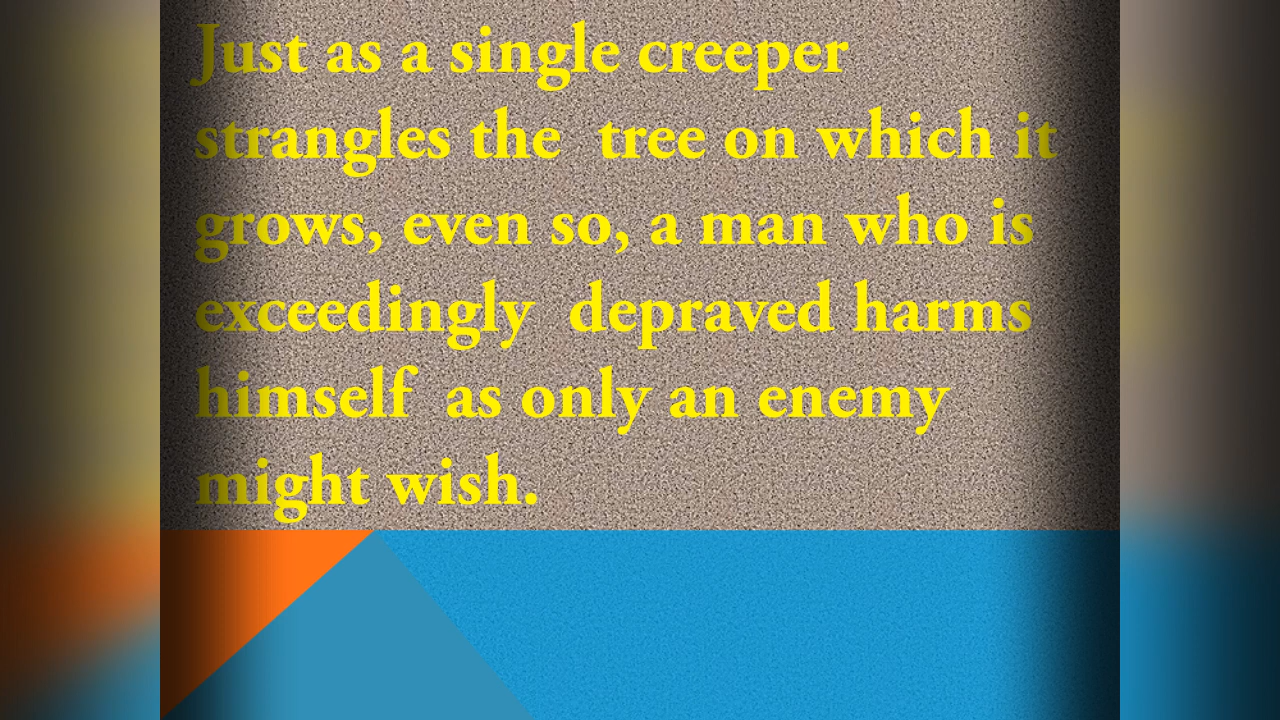 Just as a single creeper
strangles the  tree on which it
grows, even so, a man who is
exceedingly  depraved harms
himself  as only an enemy
might wish.